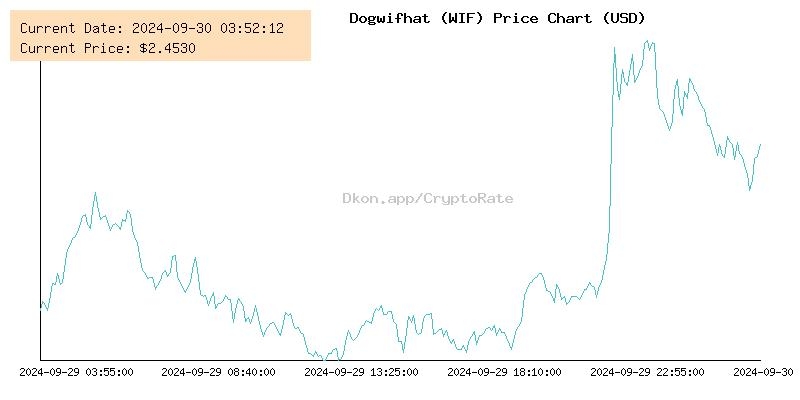 Dogwifhat (WIF) Price Chart (USD)
Current Date: 2024-09-30 03:52:12
Current Price: $2.4530
Dkon.app/CryptoRate
2024-09-29 03:55:00 2024-09-29 08:40:00 2024-09-29 13:25:00 2024-09-29 18:10:00 2024-09-29 22:55:00 2024-09-30